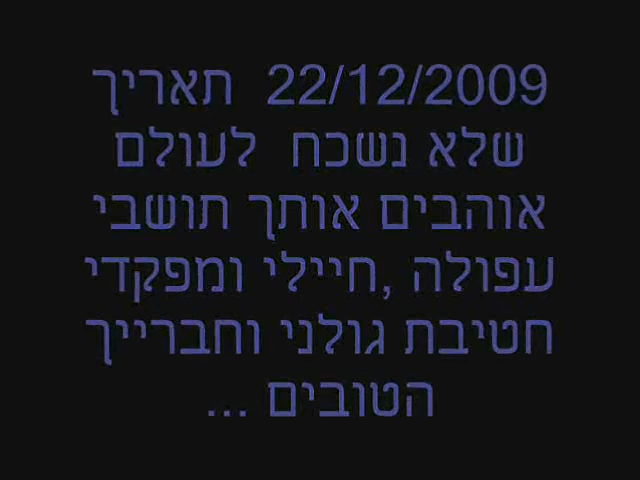 22/12/2009 תאריך
שלא נשכח לעולם
אוהבים אותך תושבי
עפולה ,חיילי ומפקדי
חטיבת גולני וחברייך
הטובים ...